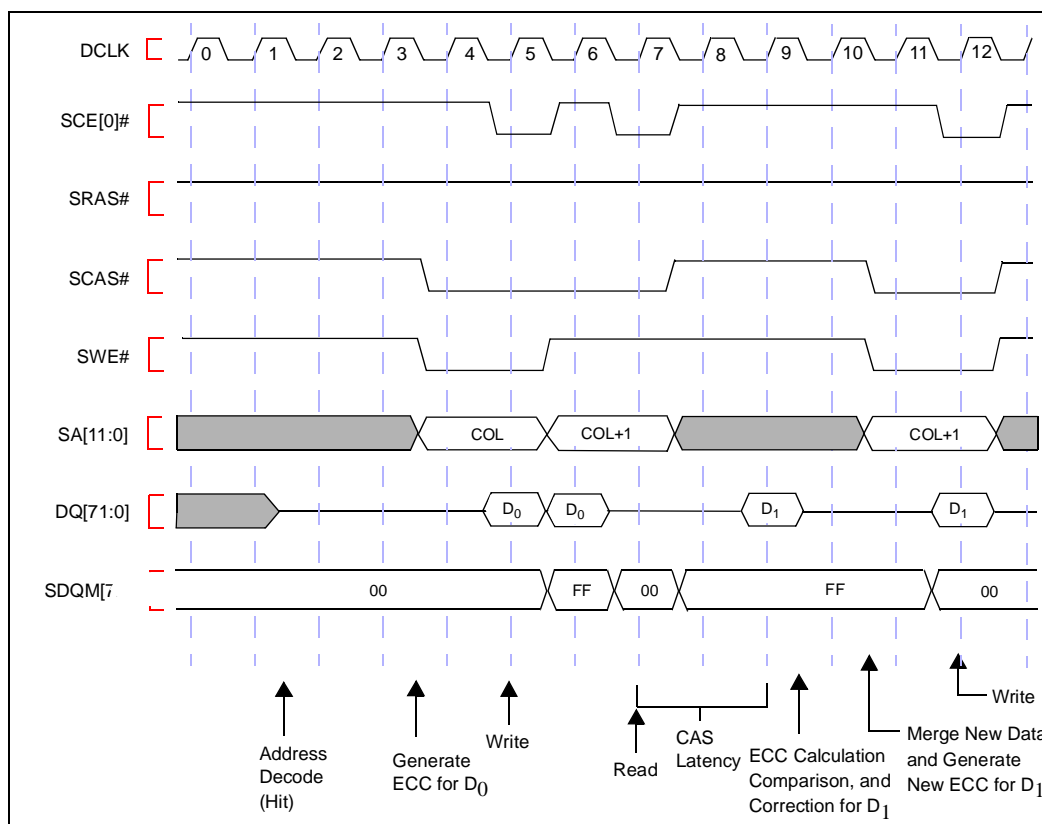 DCLK 0 1 2 3 4 5 6 7 8 9 10 11 12
SCE[0]#
SRAS#
SCAS#
SWE#
SA[11:0] COL COL+1 COL+1
DQ[71:0] D0 D0 D1 D1
SDQM[7 00 FF 00 FF 00
Address
Decode
(Hit)
Generate
ECC for D0
Write
Read
CAS
Latency
ECC Calculation
Comparison, and
Correction for D1
Write
Merge New Data
and Generate
New ECC for D1